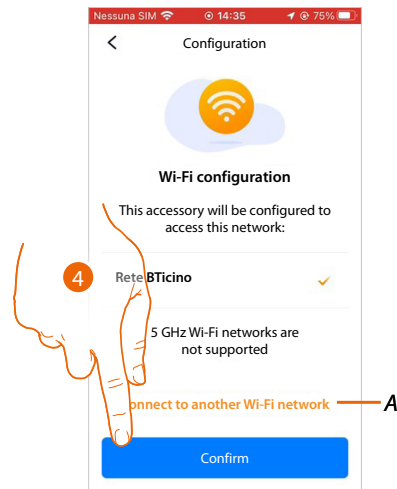 Nessuna SIM 14:35 75%
Configuration
Wi-Fi configuration
This accessory will be configured to
access this network:
4
Rete BTicino
5 GHz Wi-Fi networks are
not supported
onnect to another Wi-Fi network
A
Confirm